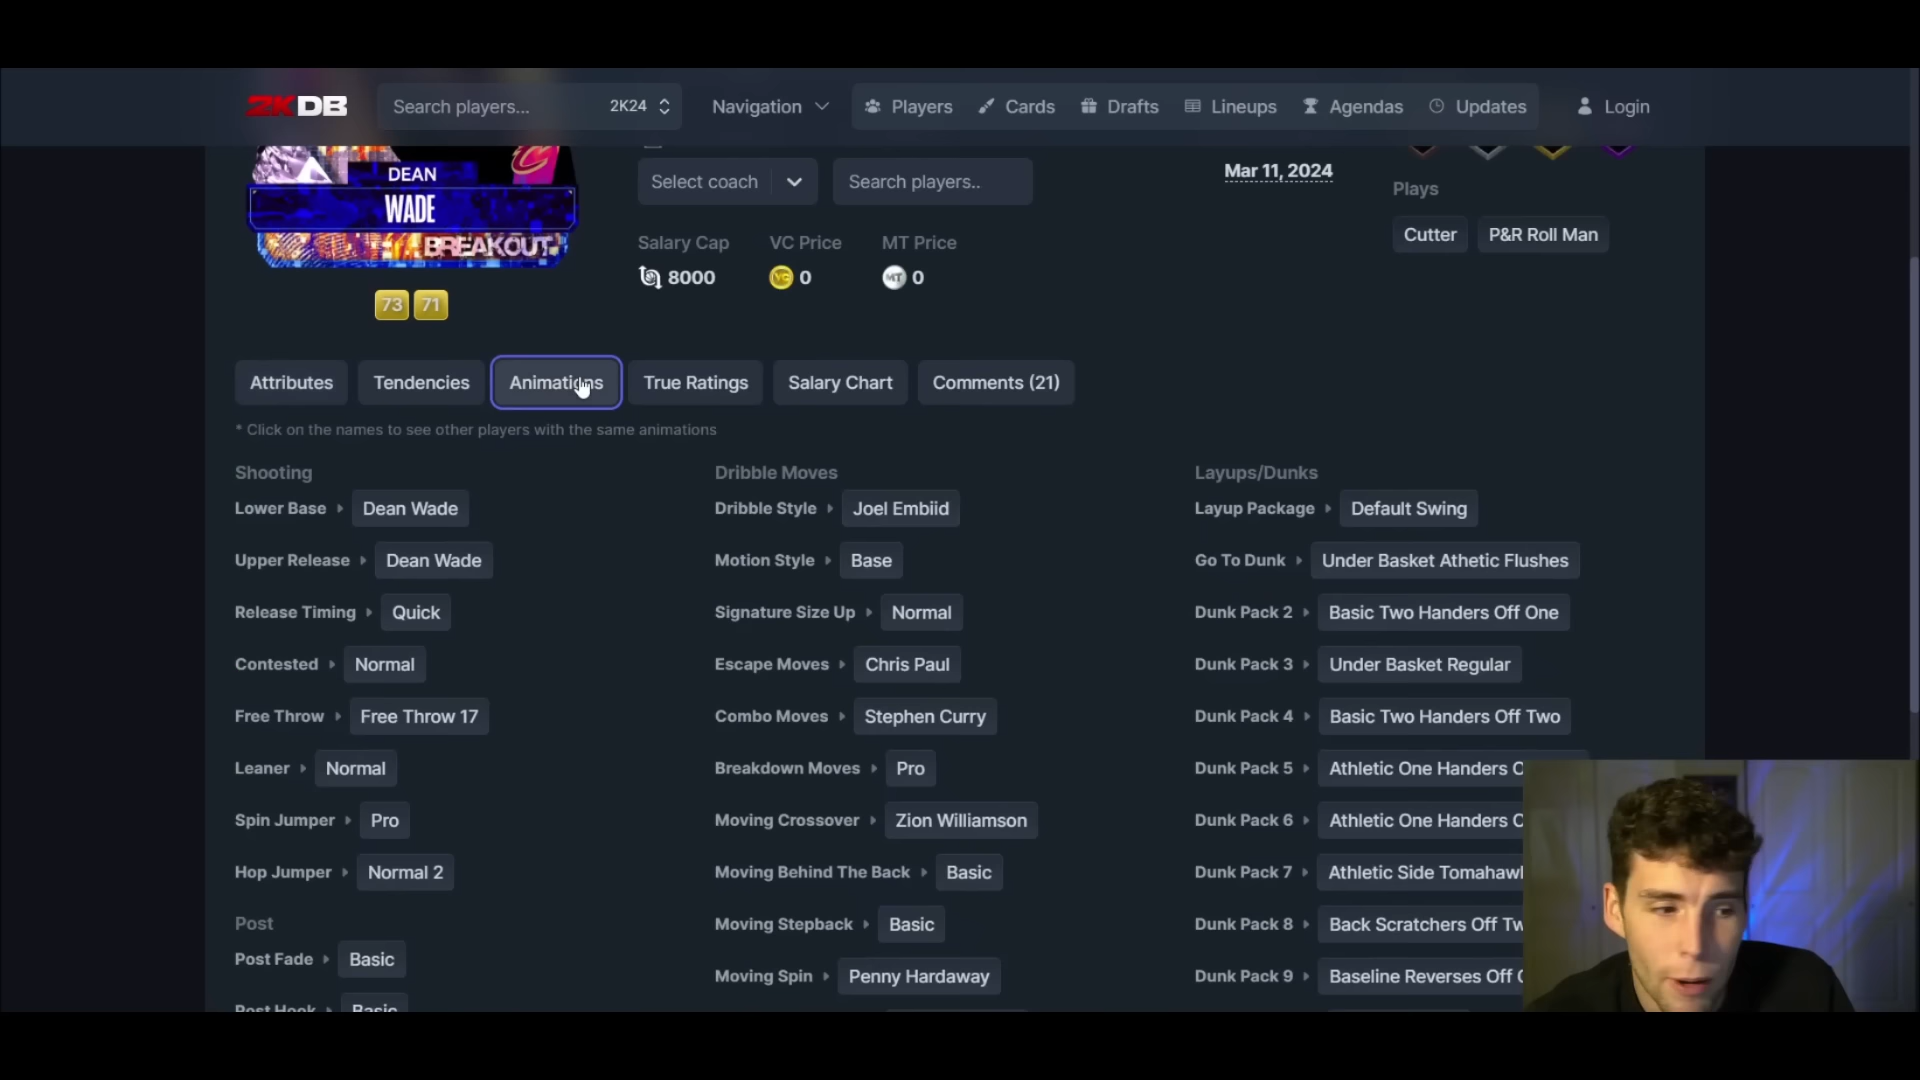 2KDB
Search players...
2K24
Navigation
Players
Cards
Drafts
Lineups
Agendas
Updates
Login
DEAN
WADE
BREAKOUT
73 71
Select coach
Search players..
Salary Cap
8000
VC Price
VC 0
MT Price
MT 0
Mar 11, 2024
Plays
Cutter
P&R Roll Man
Attributes
Tendencies
Animations
True Ratings
Salary Chart
Comments (21)
* Click on the names to see other players with the same animations
Shooting
Lower Base Dean Wade
Upper Release Dean Wade
Release Timing Quick
Contested Normal
Free Throw Free Throw 17
Leaner Normal
Spin Jumper Pro
Hop Jumper Normal 2
Post
Post Fade Basic
Post Hook Basic
Dribble Moves
Dribble Style Joel Embiid
Motion Style Base
Signature Size Up Normal
Escape Moves Chris Paul
Combo Moves Stephen Curry
Breakdown Moves Pro
Moving Crossover Zion Williamson
Moving Behind The Back Basic
Moving Stepback Basic
Moving Spin Penny Hardaway
Layups/Dunks
Layup Package Default Swing
Go To Dunk Under Basket Athetic Flushes
Dunk Pack 2 Basic Two Handers Off One
Dunk Pack 3 Under Basket Regular
Dunk Pack 4 Basic Two Handers Off Two
Dunk Pack 5 Athletic One Handers
Dunk Pack 6 Athletic One Handers
Dunk Pack 7 Athletic Side Tomahawk
Dunk Pack 8 Back Scratchers Off Tw
Dunk Pack 9 Baseline Reverses Off